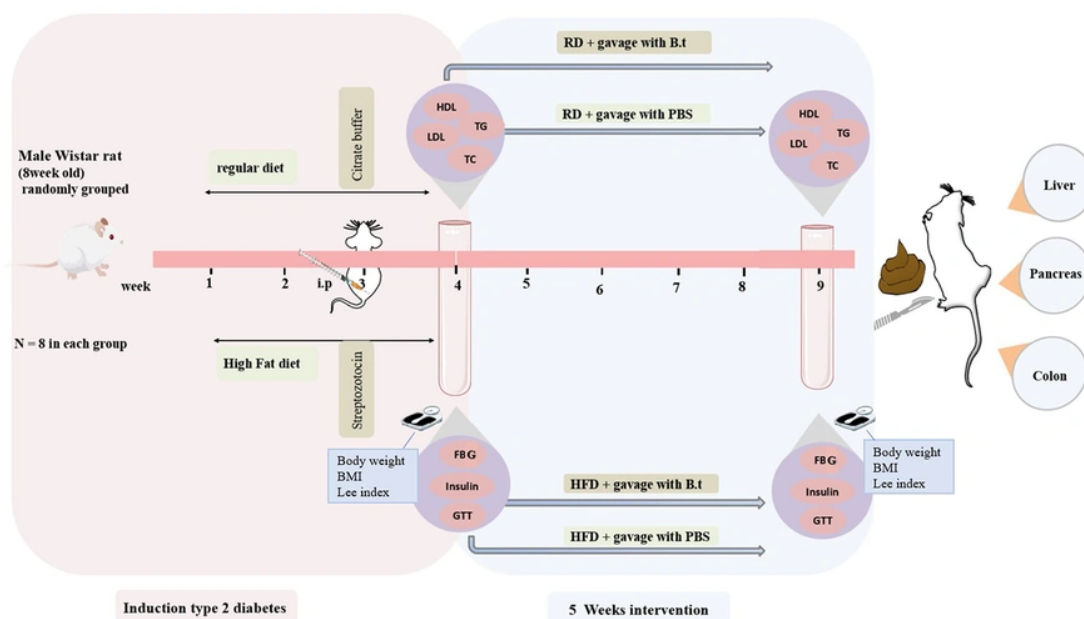 RD + gavage with B.t
HDL
TG
LDL
TC
RD + gavage with PBS
HDL
TG
LDL
TC
Citrate buffer
Male Wistar rat
(8week old)
randomly grouped
regular diet
Liver
Pancreas
Colon
week
1
2
i.p
3
4
5
6
7
8
9
N = 8 in each group
High Fat diet
Streptozotocin
Body weight
BMI
Lee index
FBG
Insulin
GTT
HFD + gavage with B.t
HFD + gavage with PBS
FBG
Insulin
GTT
Body weight
BMI
Lee index
Induction type 2 diabetes
5 Weeks intervention